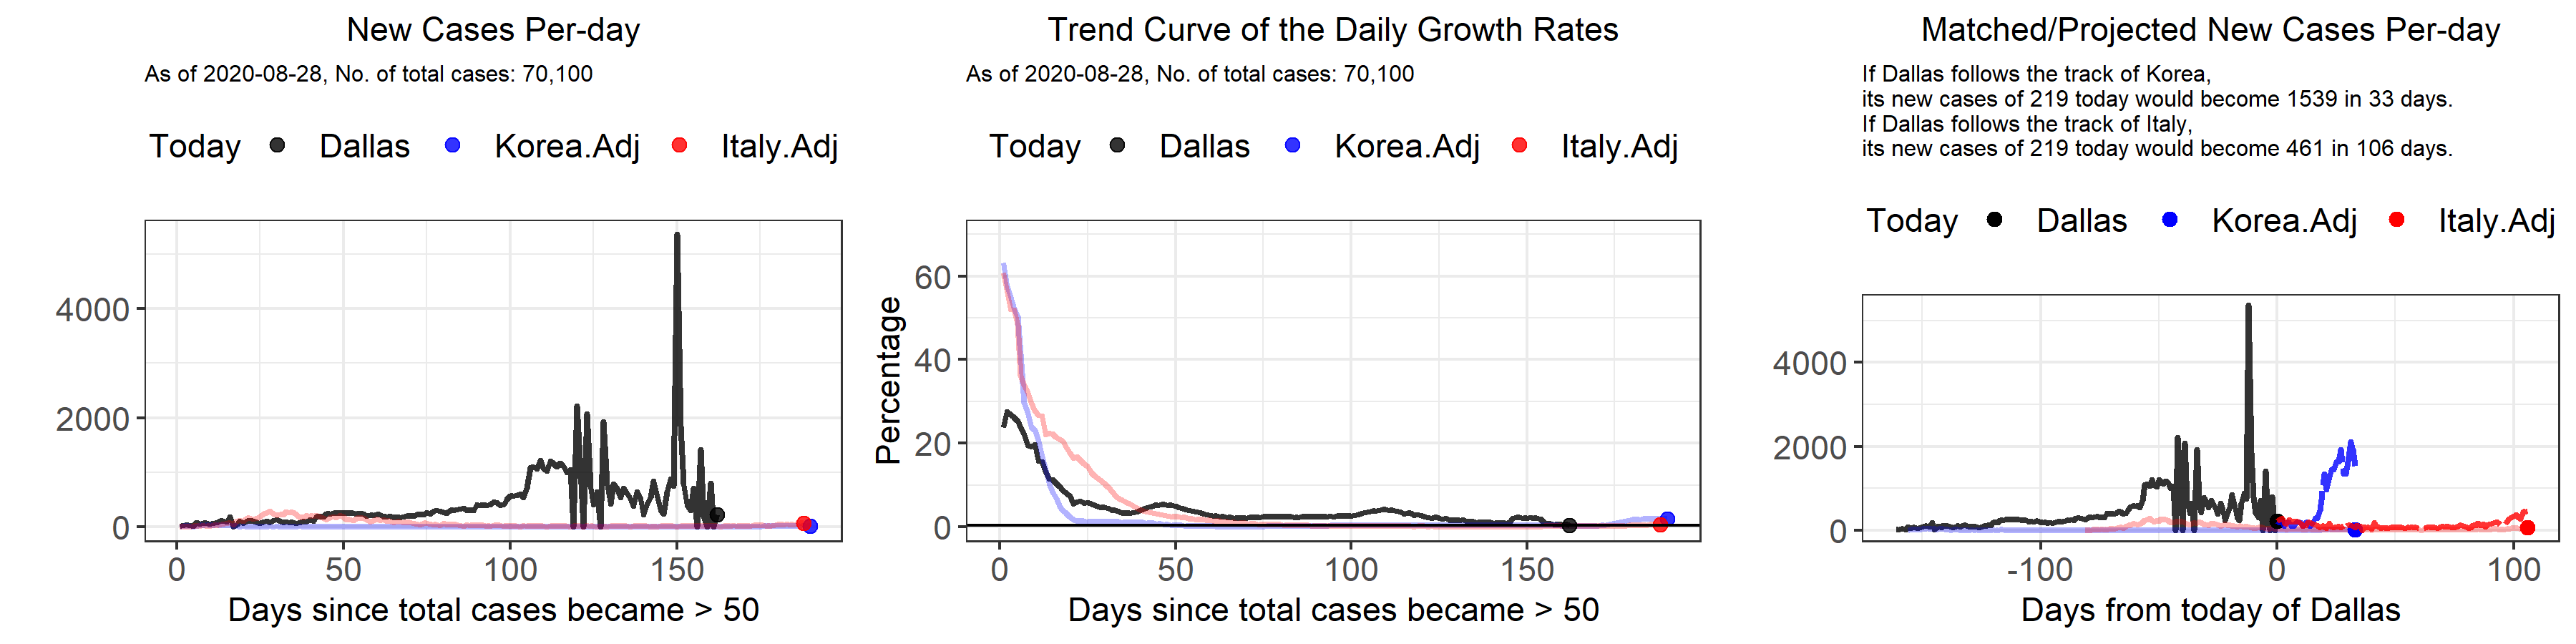 New Cases Per-day
As of 2020-08-28, No. of total cases: 70,100
Today Dallas Korea.Adj Italy.Adj
4000
2000
0
0 50 100 150
Days since total cases became > 50
Trend Curve of the Daily Growth Rates
As of 2020-08-28, No. of total cases: 70,100
Today Dallas Korea.Adj Italy.Adj
Percentage
60
40
20
0
0 50 100 150
Days since total cases became > 50
Matched/Projected New Cases Per-day
If Dallas follows the track of Korea,
its new cases of 219 today would become 1539 in 33 days.
If Dallas follows the track of Italy,
its new cases of 219 today would become 461 in 106 days.
Today Dallas Korea.Adj Italy.Adj
4000
2000
0
-100 0 100
Days from today of Dallas